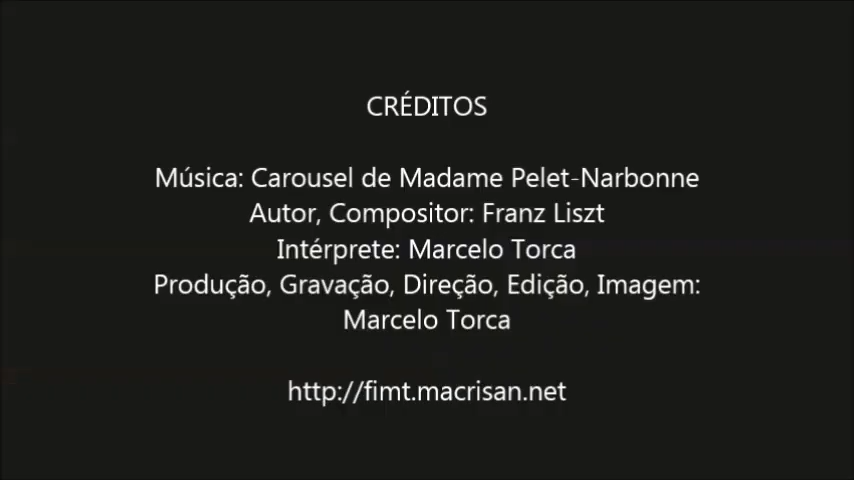 CRÉDITOS
Música: Carousel de Madame Pelet-Narbonne
Autor, Compositor: Franz Liszt
Intérprete: Marcelo Torca
Produção, Gravação, Direção, Edição, Imagem:
Marcelo Torca
http://fimt.macrisan.net